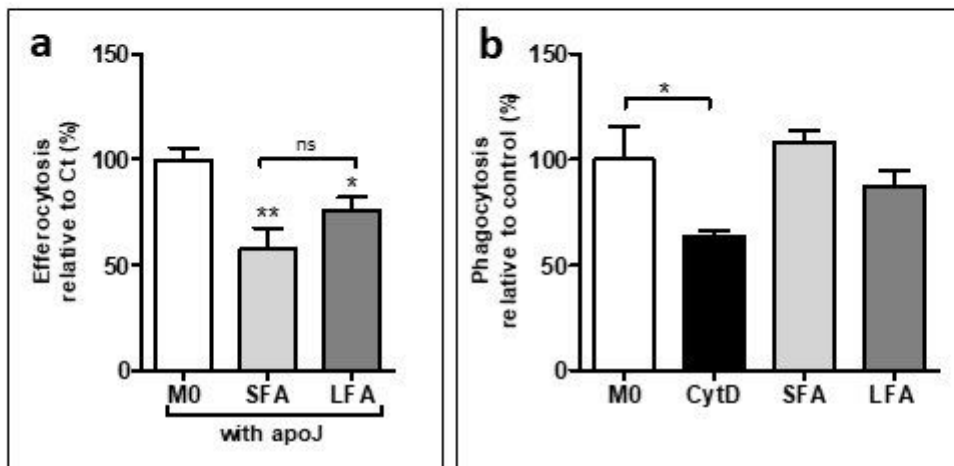 a
150
100
50
0
Efferocytosis
relative to Ct (%)
ns
**
*
M0 SFA LFA
with apoJ
b
150
100
50
0
Phagocytosis
relative to control (%)
*
M0 CytD SFA LFA